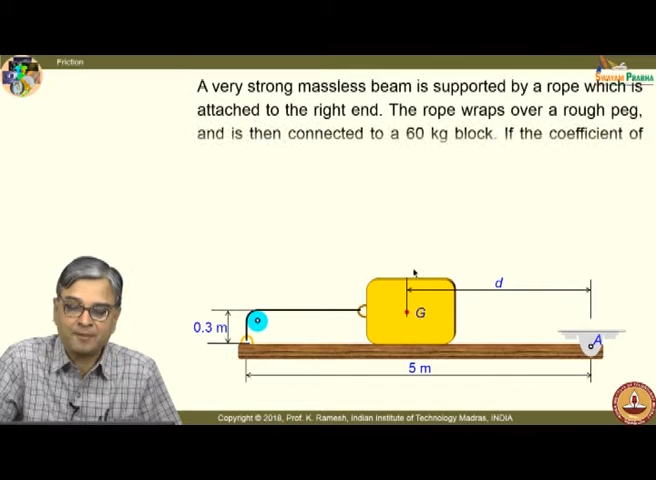 Friction
SWAYAM PRABHA
A very strong massless beam is supported by a rope which is
attached to the right end. The rope wraps over a rough peg,
and is then connected to a 60 kg block. If the coefficient of
d
G
0.3 m
A
5 m
Copyright © 2018, Prof. K. Ramesh, Indian Institute of Technology Madras, INDIA